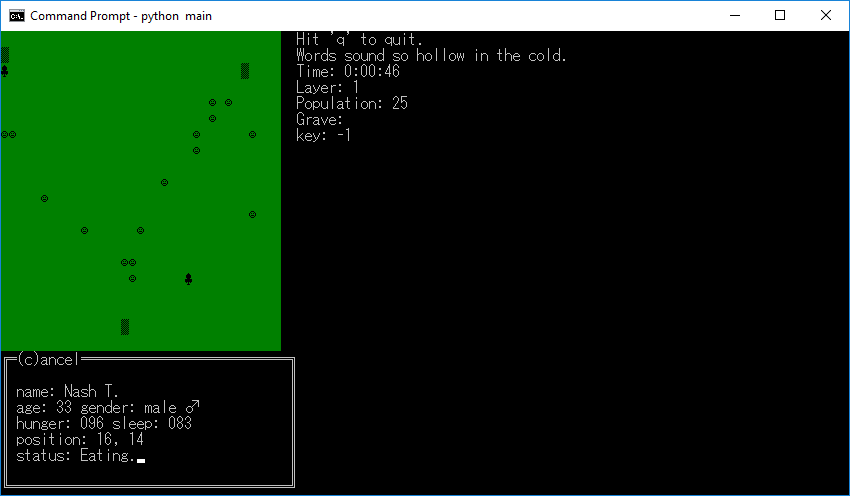 Command Prompt - python  main
Hit 'q' to quit.
Words sound so hollow in the cold.
Time: 0:00:46
Layer: 1
Population: 25
Grave:
key: -1
(c)ancel
name: Nash T.
age: 33 gender: male ♂
hunger: 096 sleep: 083
position: 16, 14
status: Eating.